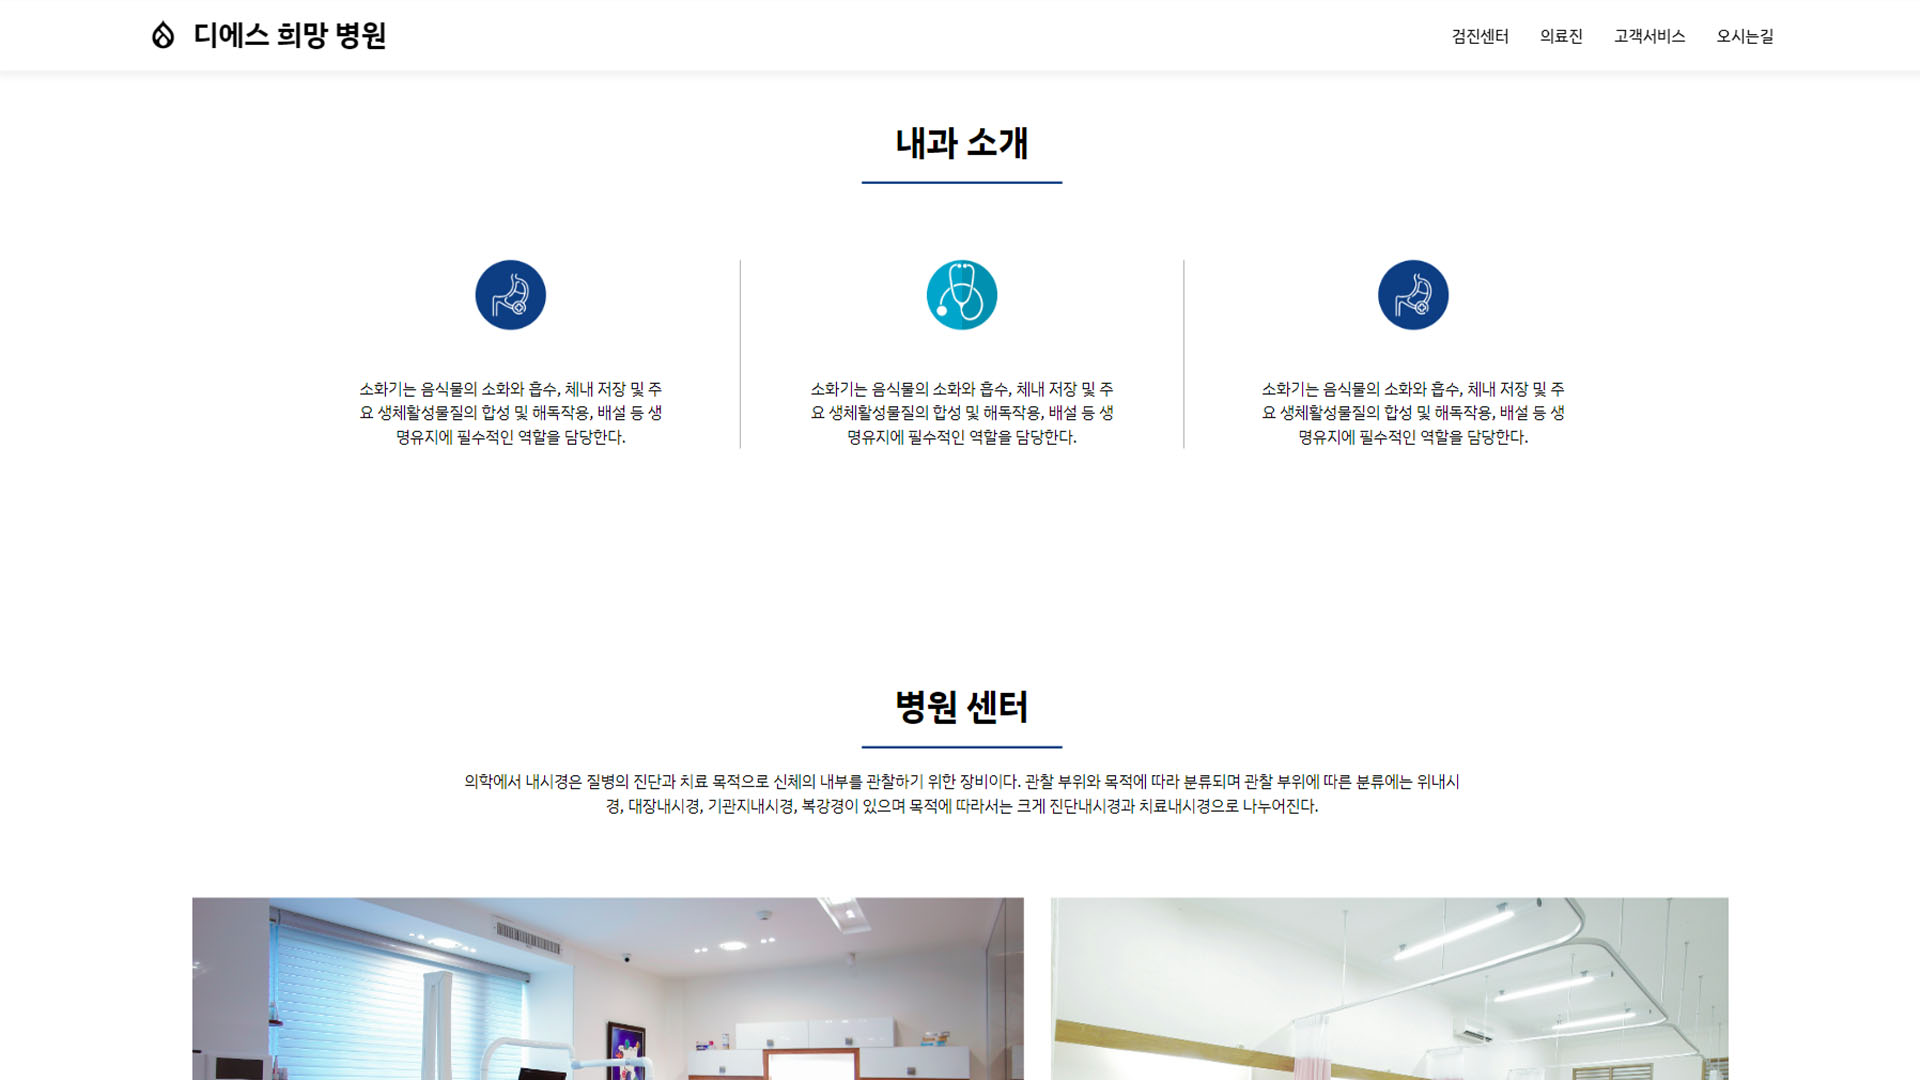 디에스 희망 병원
검진센터 의료진 고객서비스 오시는길
내과 소개
소화기는 음식물의 소화와 흡수, 체내 저장 및 주
요 생체활성물질의 합성 및 해독작용, 배설 등 생
명유지에 필수적인 역할을 담당한다.
소화기는 음식물의 소화와 흡수, 체내 저장 및 주
요 생체활성물질의 합성 및 해독작용, 배설 등 생
명유지에 필수적인 역할을 담당한다.
소화기는 음식물의 소화와 흡수, 체내 저장 및 주
요 생체활성물질의 합성 및 해독작용, 배설 등 생
명유지에 필수적인 역할을 담당한다.
병원 센터
의학에서 내시경은 질병의 진단과 치료 목적으로 신체의 내부를 관찰하기 위한 장비이다. 관찰 부위와 목적에 따라 분류되며 관찰 부위에 따른 분류에는 위내시
경, 대장내시경, 기관지내시경, 복강경이 있으며 목적에 따라서는 크게 진단내시경과 치료내시경으로 나누어진다.